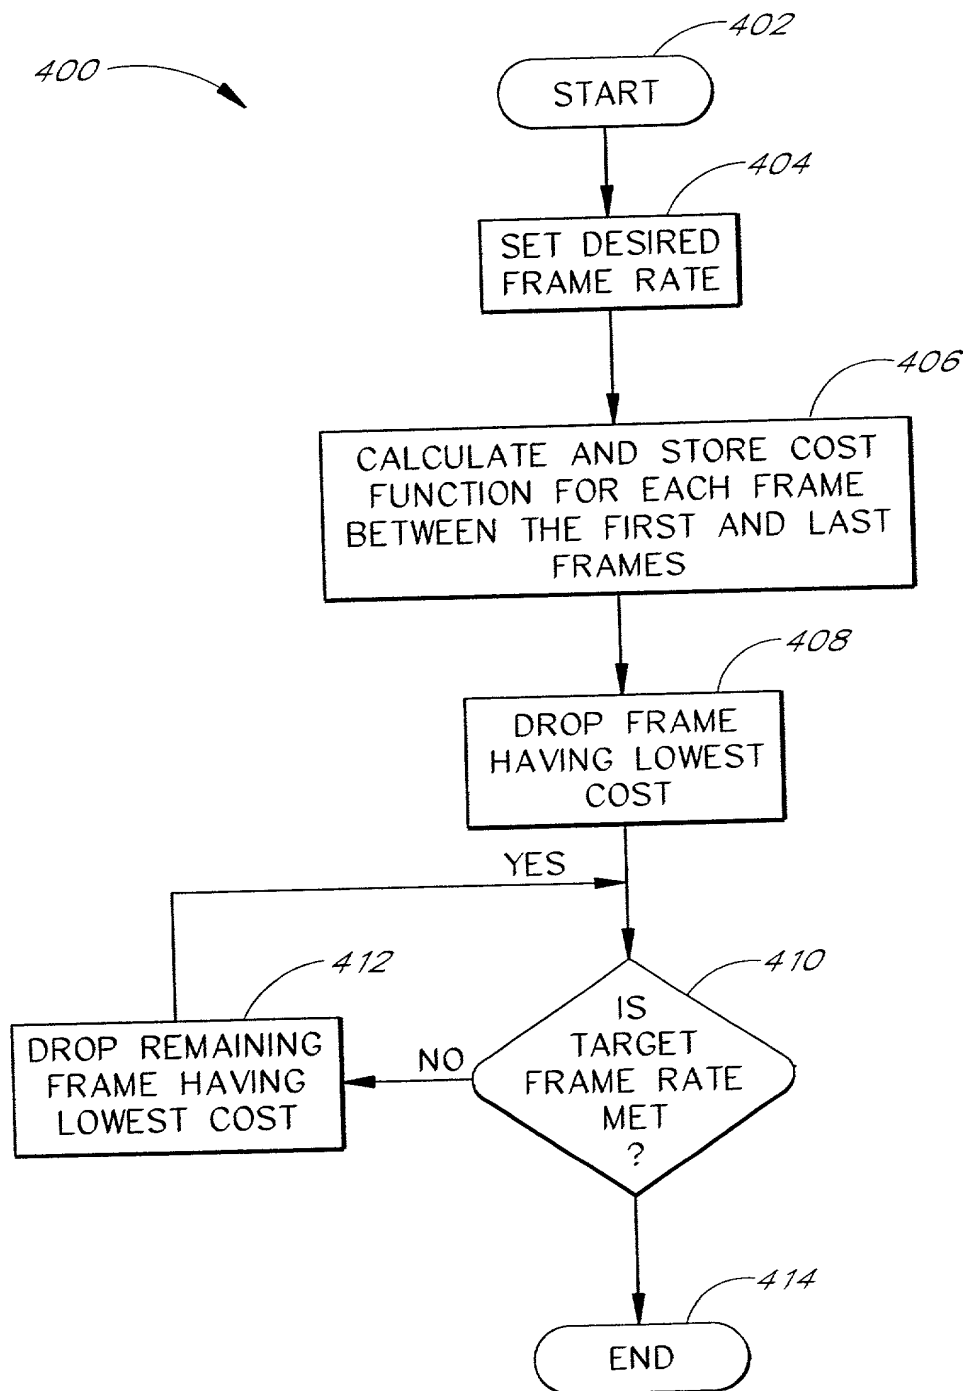 402
400
START
404
SET DESIRED
FRAME RATE
406
CALCULATE AND STORE COST
FUNCTION FOR EACH FRAME
BETWEEN THE FIRST AND LAST
FRAMES
408
DROP FRAME
HAVING LOWEST
COST
YES
412
410
IS
TARGET
FRAME RATE
MET
?
NO
DROP REMAINING
FRAME HAVING
LOWEST COST
414
END